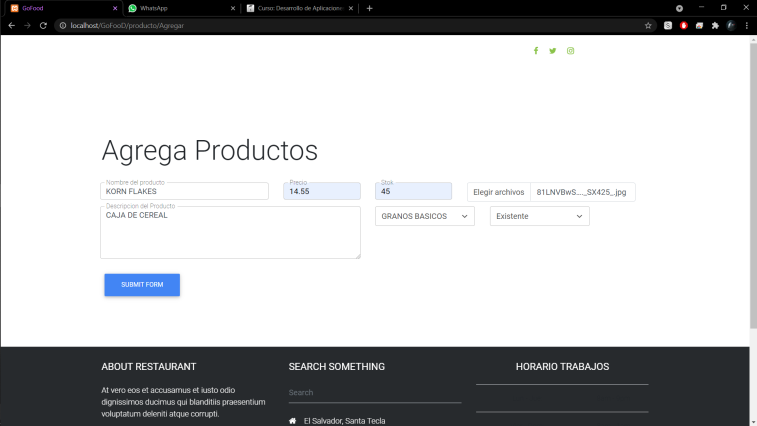 GoFood
WhatsApp
Curso: Desarrollo de Aplicacione
localhost/GoFooD/producto/Agregar
Agrega Productos
Nombre del producto
KORN FLAKES
Precio
14.55
Stok
45
Elegir archivos
81LNVBwS...._SX425_.jpg
Descripcion del Producto
CAJA DE CEREAL
GRANOS BASICOS
Existente
SUBMIT FORM
ABOUT RESTAURANT
At vero eos et accusamus et iusto odio
dignissimos ducimus qui blanditiis praesentium
voluptatum deleniti atque corrupti.
SEARCH SOMETHING
Search
El Salvador, Santa Tecla
HORARIO TRABAJOS